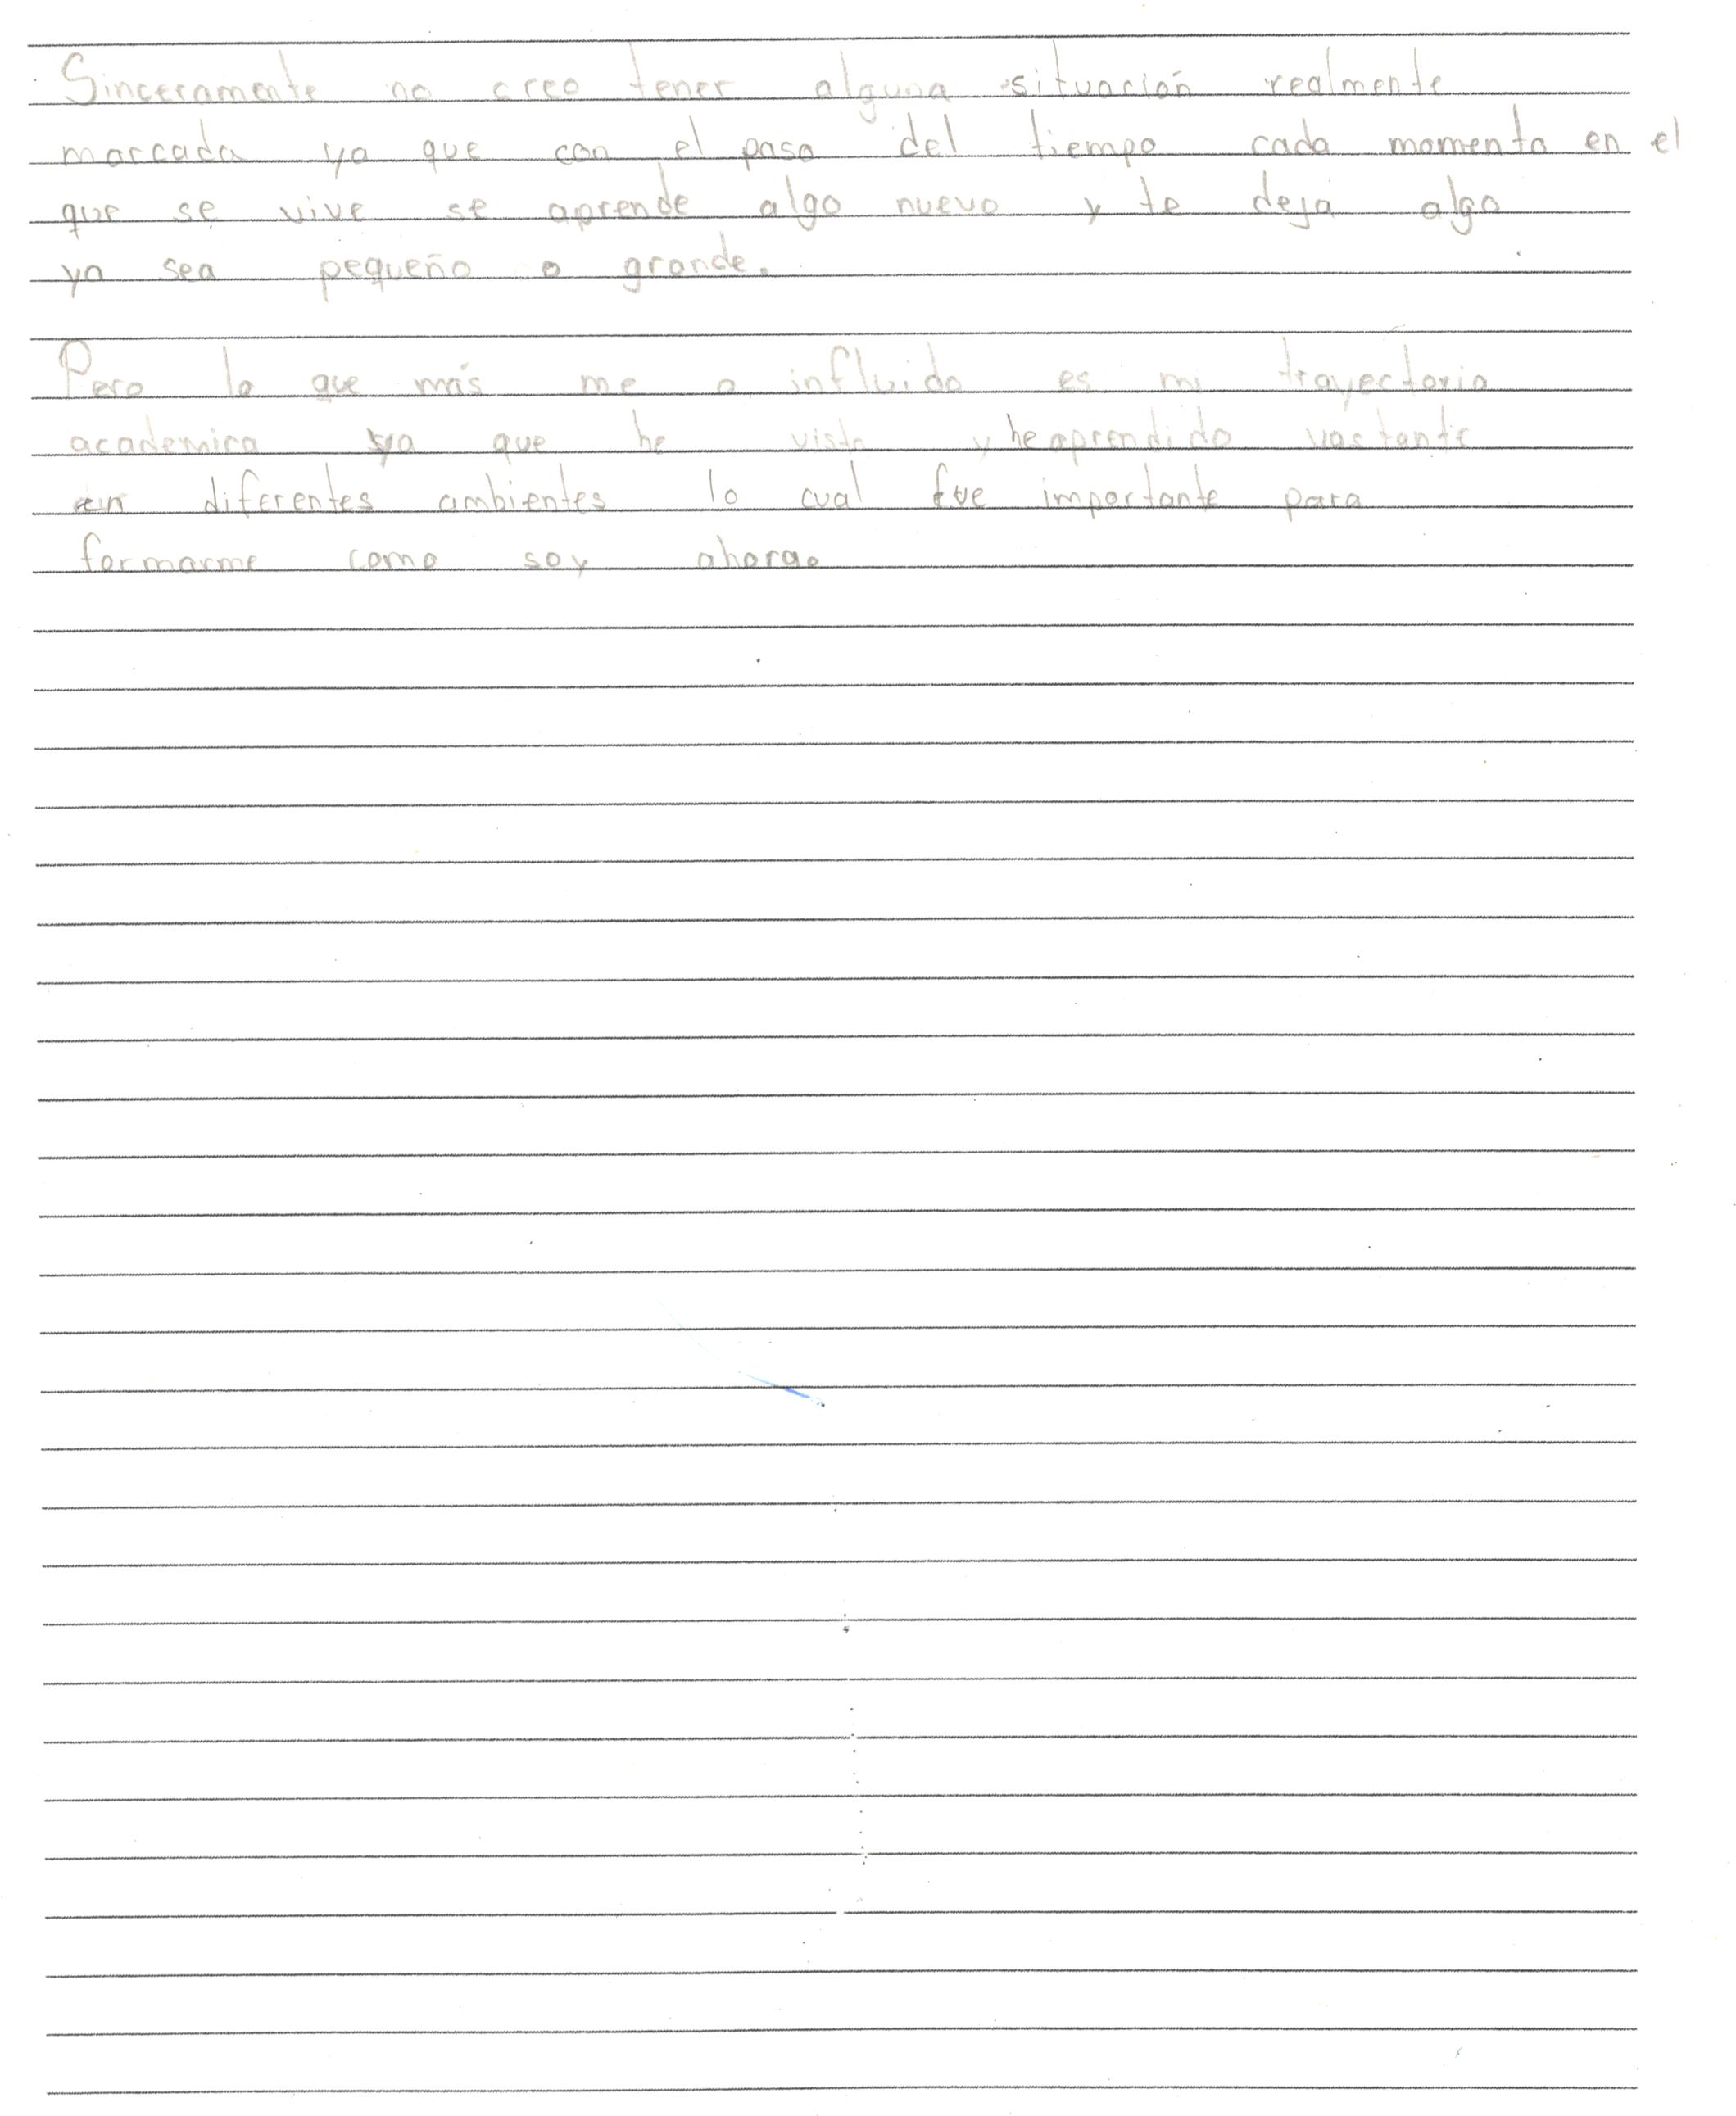 Sinceramente no creo tener alguna situación realmente
marcada ya que con el paso del tiempo cada momento en el
que se vive se aprende algo nuevo y te deja algo
ya sea pequeño o grande.
Pero lo que más me a influido es mi trayectoria
academica ya que he visto y he aprendido vastante
en diferentes ambientes lo cual fue importante para
formarme como soy ahora.